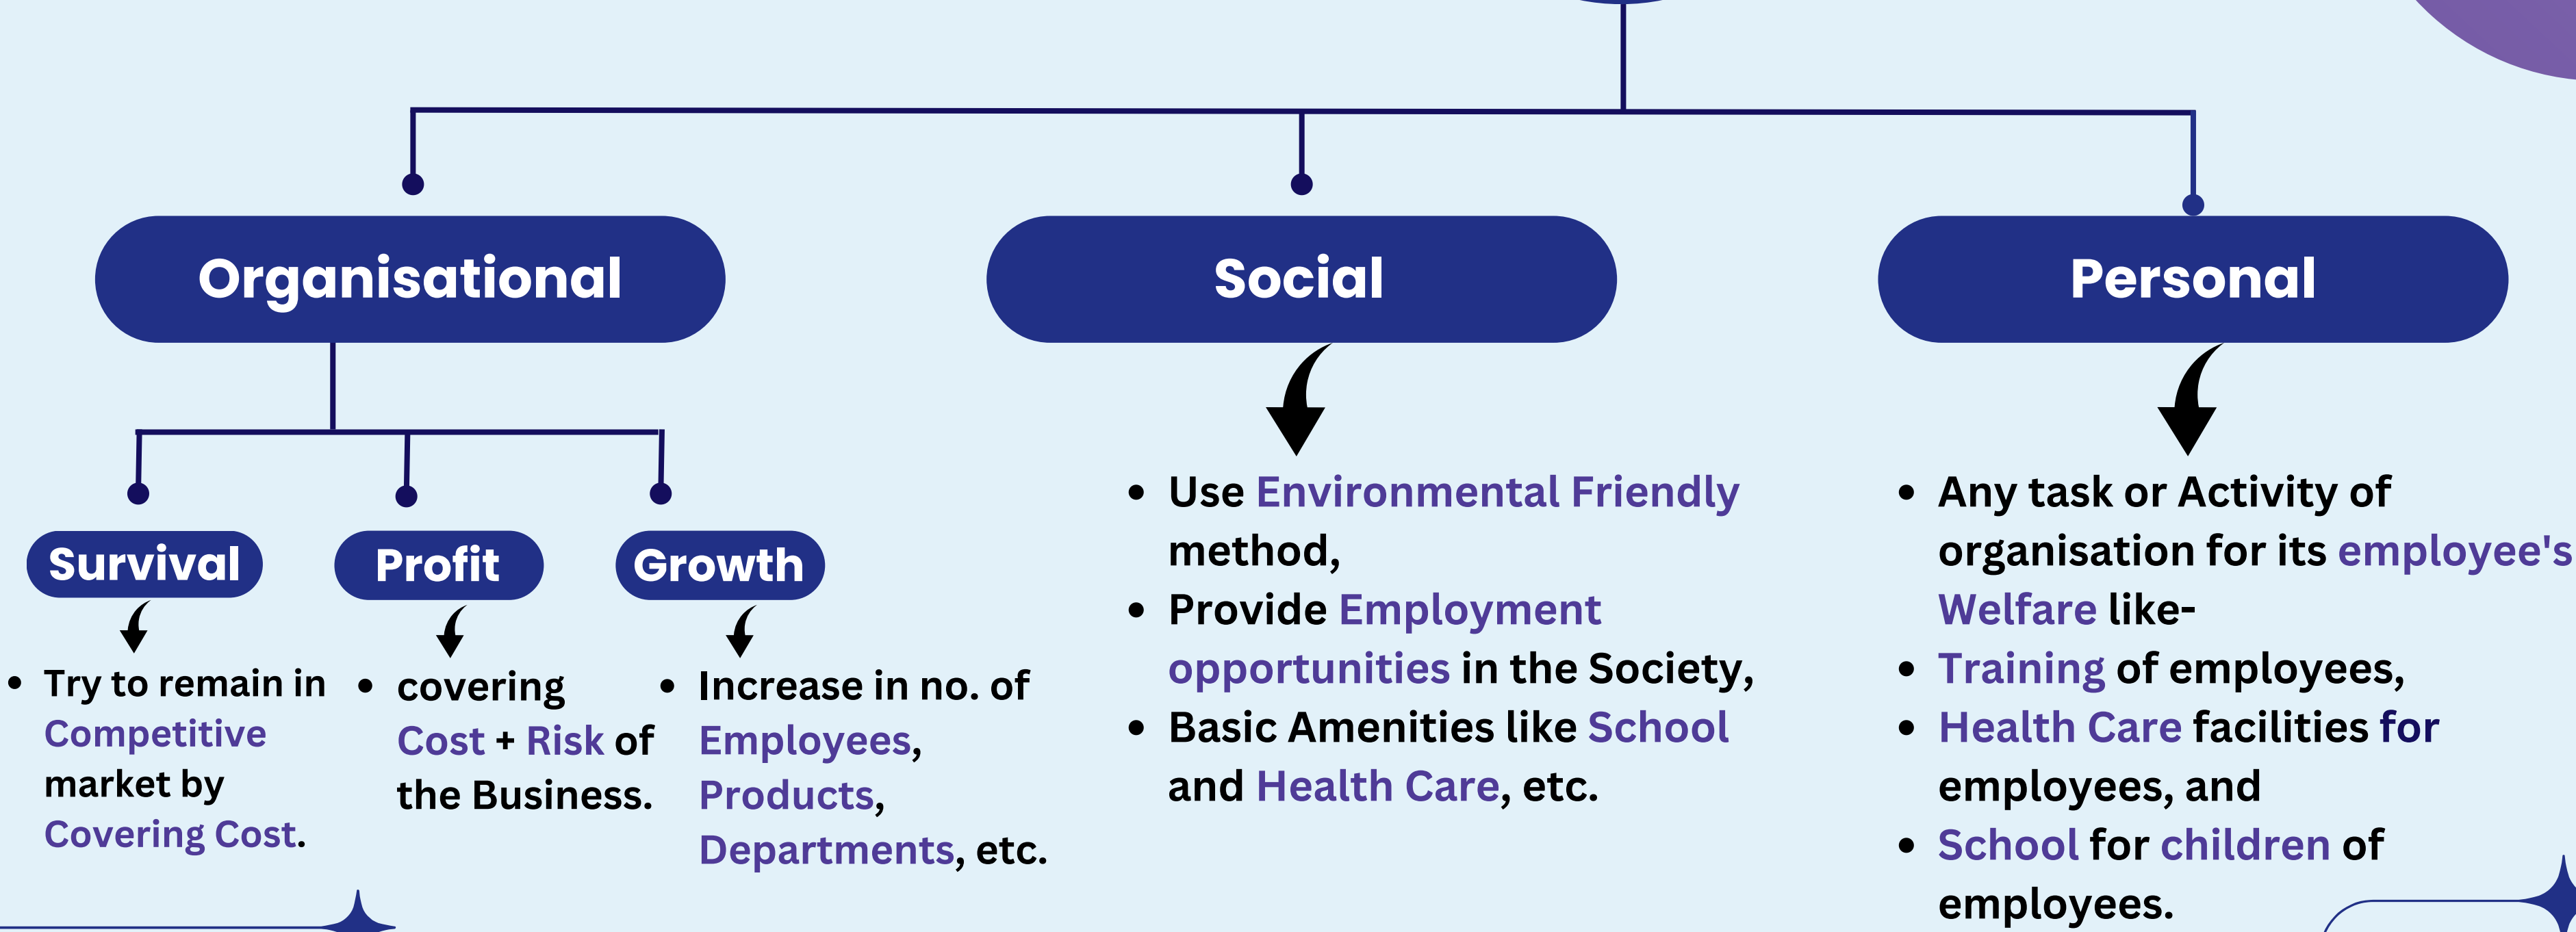 Organisational
Social
Personal
Survival
Profit
Growth
• Try to remain in
Competitive
market by
Covering Cost.
• covering
Cost + Risk of
the Business.
• Increase in no. of
Employees,
Products,
Departments, etc.
• Use Environmental Friendly
method,
• Provide Employment
opportunities in the Society,
• Basic Amenities like School
and Health Care, etc.
• Any task or Activity of
organisation for its employee's
Welfare like-
• Training of employees,
• Health Care facilities for
employees, and
• School for children of
employees.